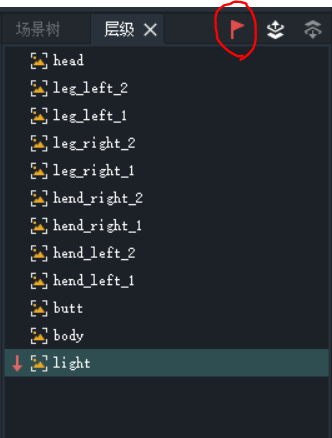 场景树 层级
head
leg_left_2
leg_left_1
leg_right_2
leg_right_1
hend_right_2
hend_right_1
hend_left_2
hend_left_1
butt
body
light